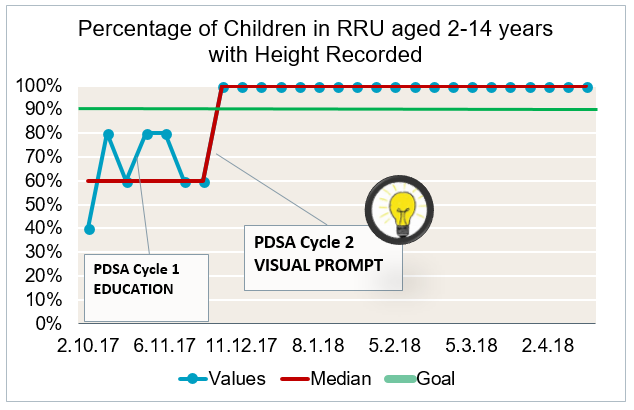 Percentage of Children in RRU aged 2-14 years
with Height Recorded
100%
90%
80%
70%
60%
50%
40%
30%
20%
10%
0%
PDSA Cycle 1
EDUCATION
PDSA Cycle 2
VISUAL PROMPT
2.10.17 6.11.17 11.12.17 8.1.18 5.2.18 5.3.18 2.4.18
Values Median Goal